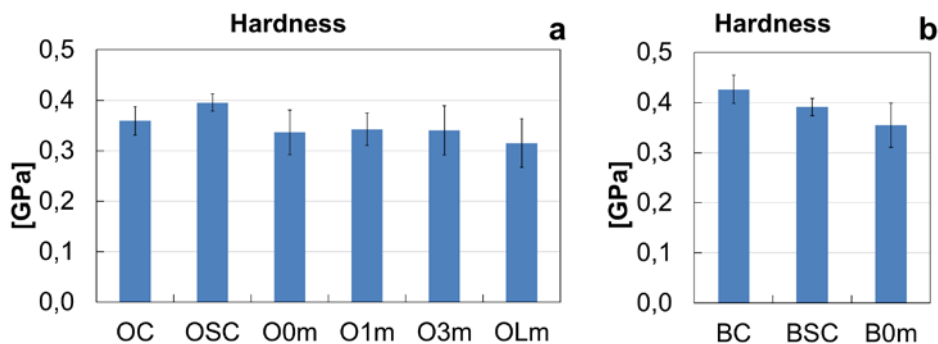 Hardness
a
[GPa]
0,5
0,4
0,3
0,2
0,1
0,0
OC OSC O0m O1m O3m OLm
Hardness
b
[GPa]
0,5
0,4
0,3
0,2
0,1
0,0
BC BSC B0m